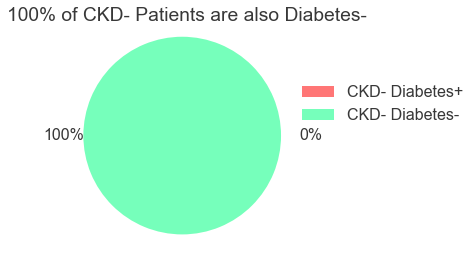 100% of CKD- Patients are also Diabetes-
CKD- Diabetes+
CKD- Diabetes-
100%
0%